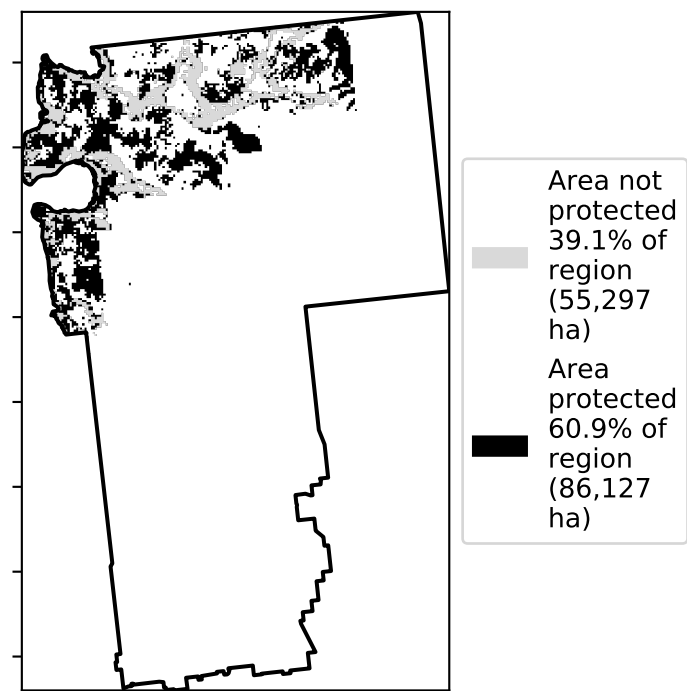 Area not
protected
39.1% of
region
(55,297
ha)
Area
protected
60.9% of
region
(86,127
ha)